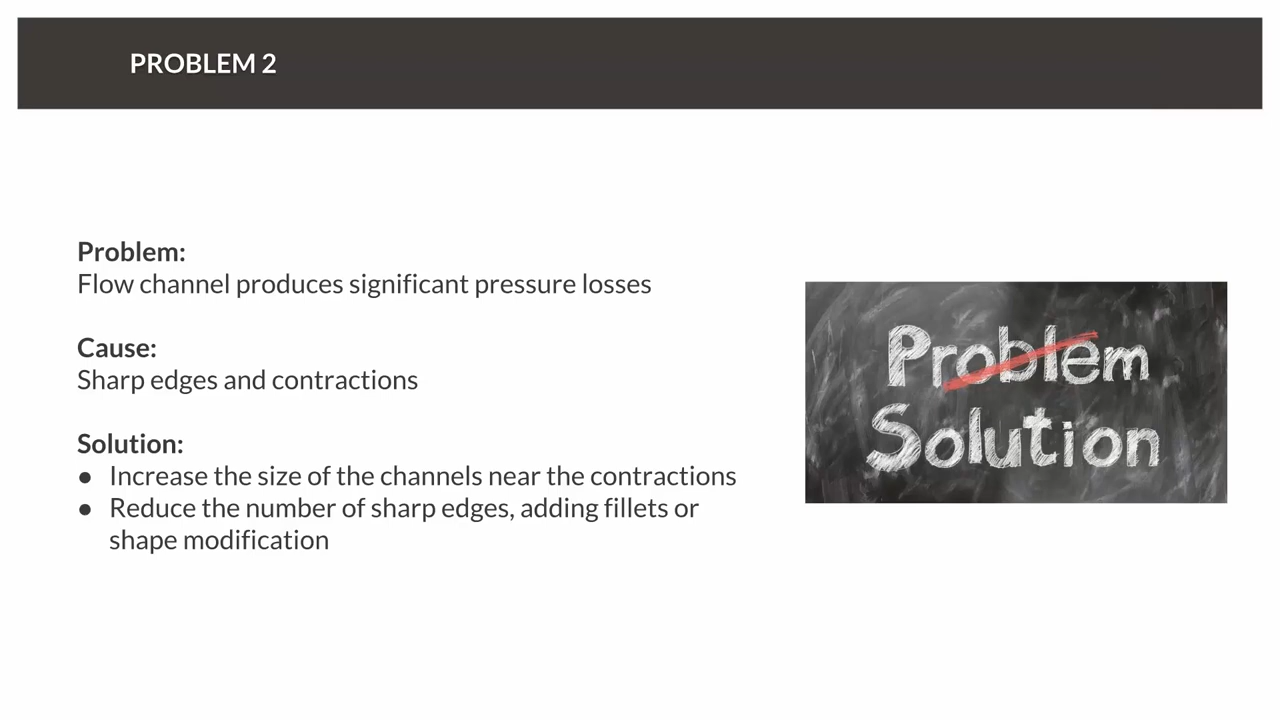 PROBLEM 2
Problem:
Flow channel produces significant pressure losses
Cause:
Sharp edges and contractions
Solution:
● Increase the size of the channels near the contractions
● Reduce the number of sharp edges, adding fillets or
shape modification
Problem
Solution